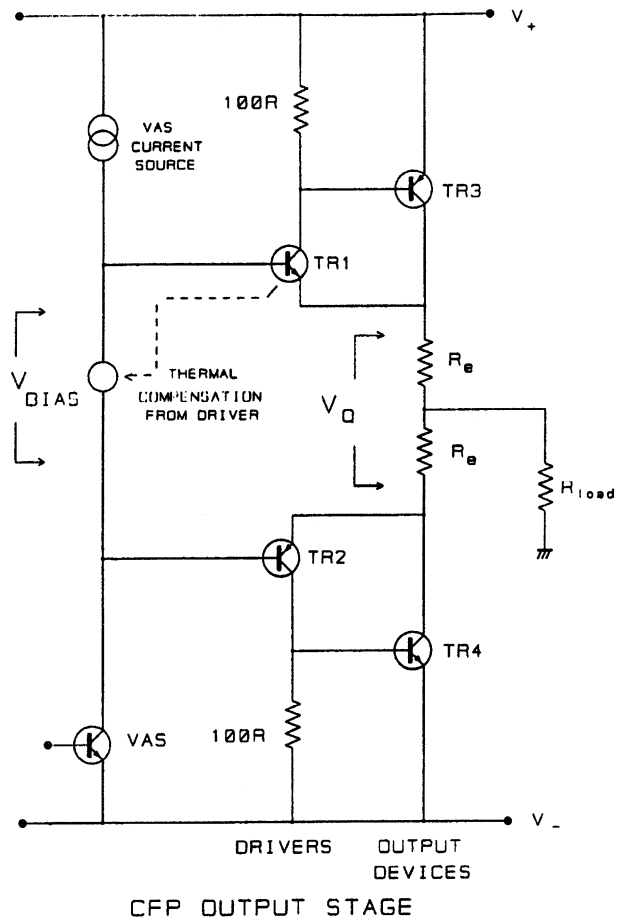 V+
100R
VAS
CURRENT
SOURCE
TR3
TR1
THERMAL
COMPENSATION
FROM DRIVER
VBIAS
VQ
Re
Re
Rload
TR2
TR4
VAS
100R
V-
DRIVERS
OUTPUT
DEVICES
CFP OUTPUT STAGE